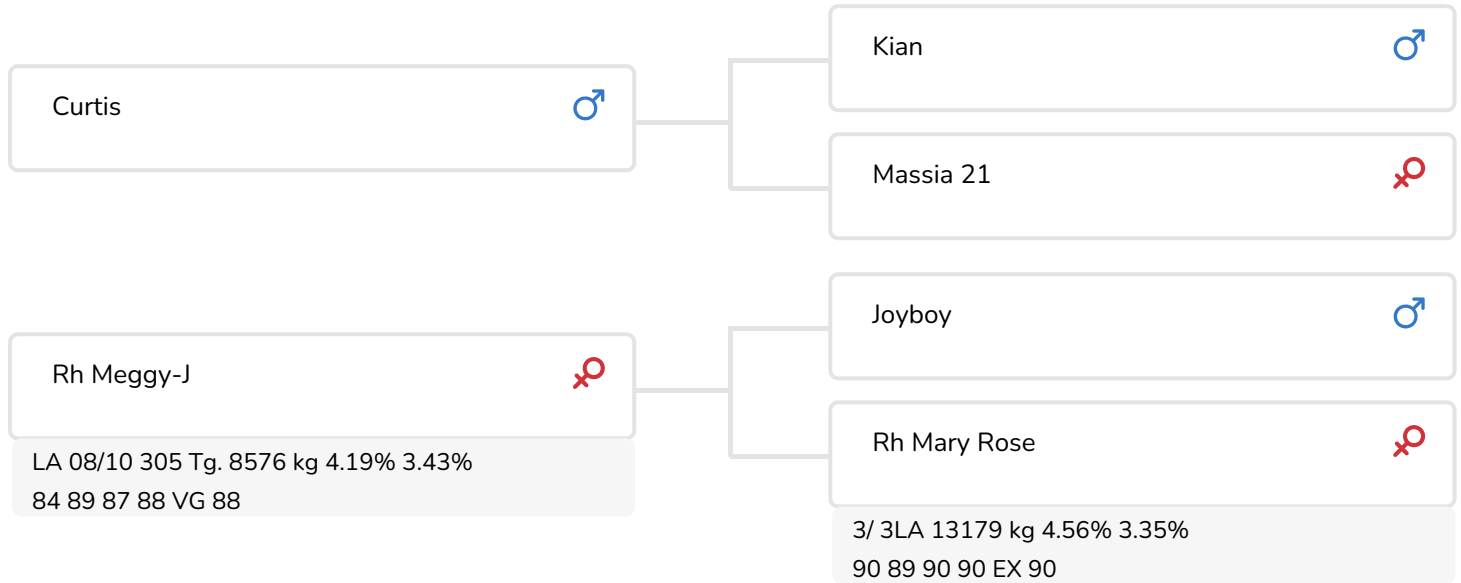 Kian
Curtis
Massia 21
Joyboy
Rh Meggy-J
Rh Mary Rose
LA 08/10 305 Tg. 8576 kg 4.19% 3.43%
84 89 87 88 VG 88
3/ 3LA 13179 kg 4.56% 3.35%
90 89 90 90 EX 90